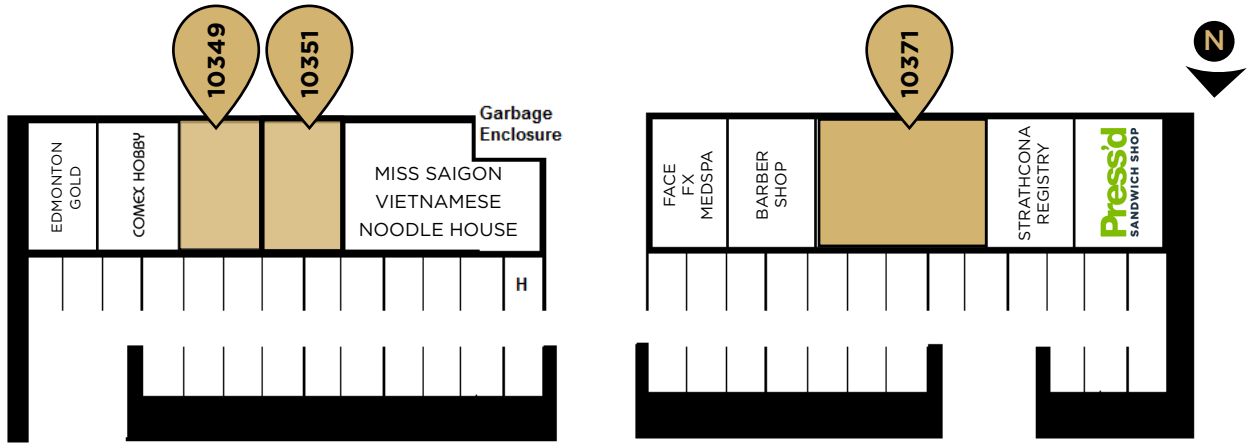 10349
10351
10371
N
Garbage
Enclosure
EDMONTON
GOLD
COMEX HOBBY
MISS SAIGON
VIETNAMESE
NOODLE HOUSE
FACE
FX
MEDSPA
BARBER
SHOP
STRATHCONA
REGISTRY
Press'd
SANDWICH SHOP
H